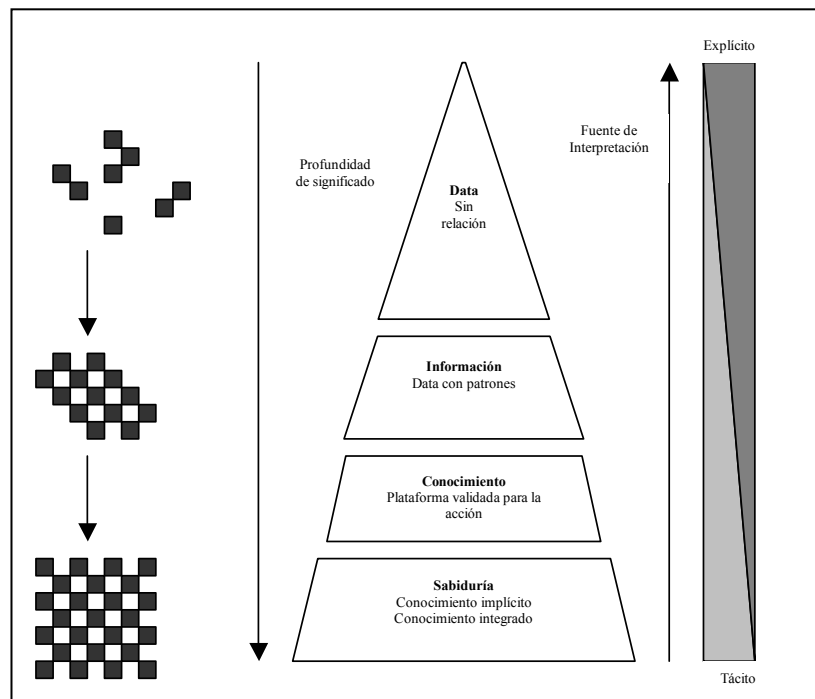 Explícito
Fuente de
Interpretación
Profundidad
de significado
Data
Sin
relación
Información
Data con patrones
Conocimiento
Plataforma validada para la
acción
Sabiduría
Conocimiento implícito
Conocimiento integrado
Tácito